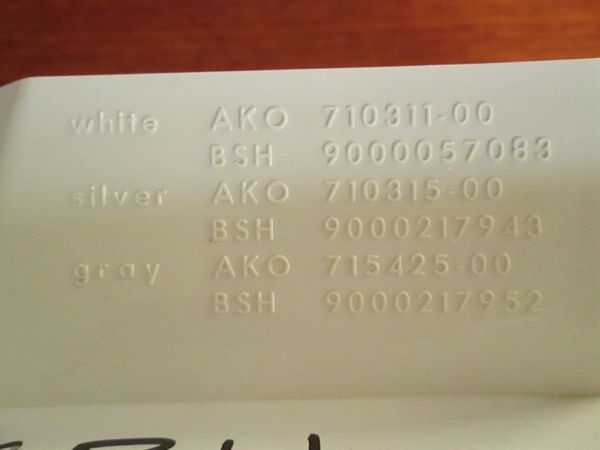 white AKO 710311-00
BSH 9000057083
silver AKO 710315-00
BSH 9000217943
gray AKO 715425-00
BSH 9000217952